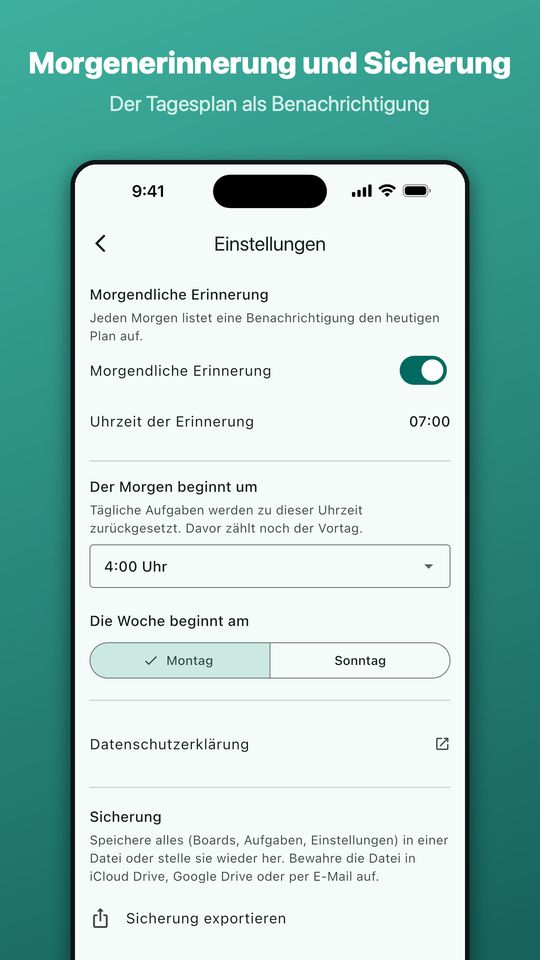 Morgenerinnerung und Sicherung
Der Tagesplan als Benachrichtigung
9:41
Einstellungen
Morgendliche Erinnerung
Jeden Morgen listet eine Benachrichtigung den heutigen
Plan auf.
Morgendliche Erinnerung
Uhrzeit der Erinnerung
07:00
Der Morgen beginnt um
Tägliche Aufgaben werden zu dieser Uhrzeit
zurückgesetzt. Davor zählt noch der Vortag.
4:00 Uhr
Die Woche beginnt am
Montag
Sonntag
Datenschutzerklärung
Sicherung
Speichere alles (Boards, Aufgaben, Einstellungen) in einer
Datei oder stelle sie wieder her. Bewahre die Datei in
iCloud Drive, Google Drive oder per E-Mail auf.
Sicherung exportieren